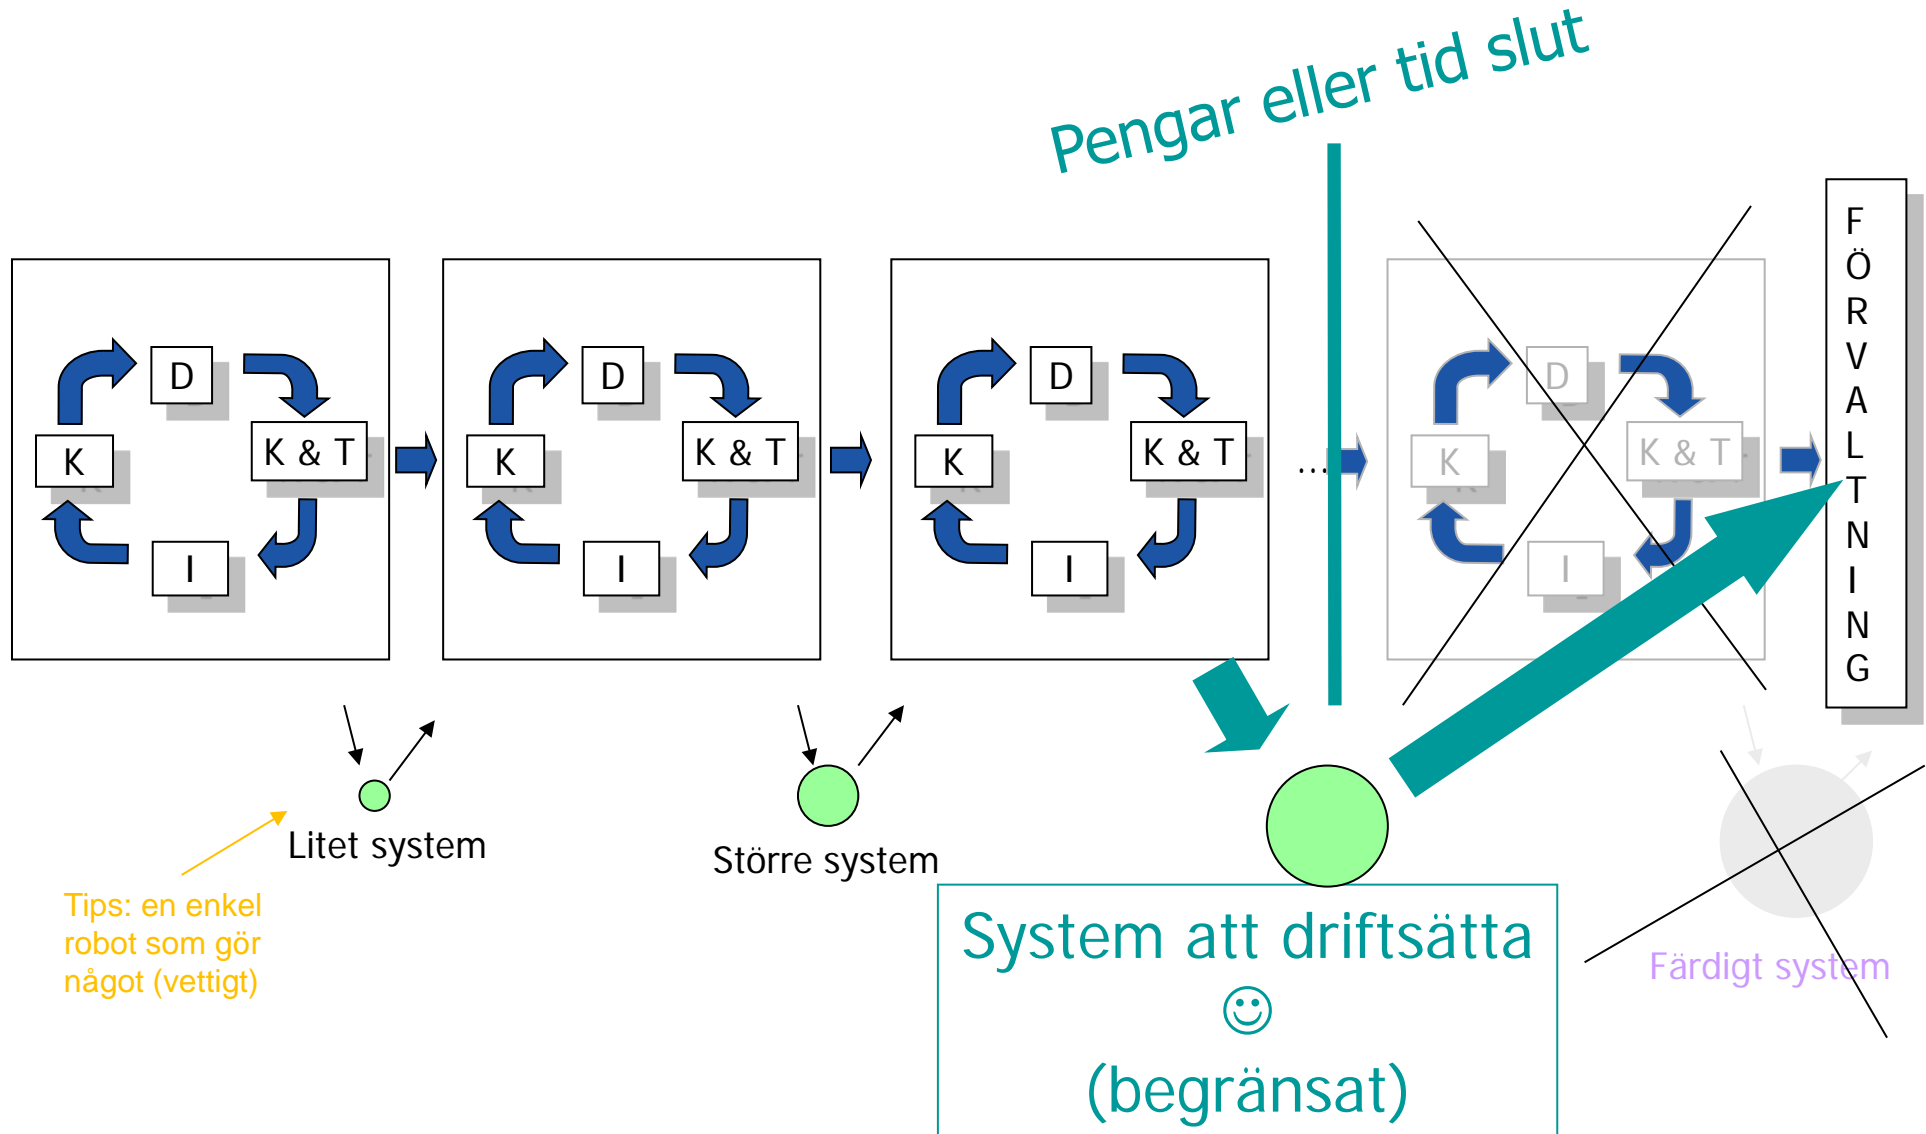 Pengar eller tid slut
D
K & T
K
I
D
K & T
K
I
D
K & T
K
I
...
D
K & T
K
I
F
Ö
R
V
A
L
T
N
I
N
G
Litet system
Större system
Tips: en enkel
robot som gör
något (vettigt)
System att driftsätta
☺
(begränsat)
Färdigt system